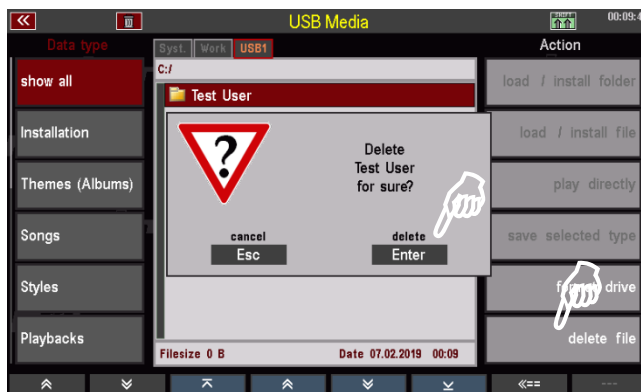 USB Media
00:09:4
Data type
Syst. Work USB1
Action
C:/
show all
Test User
load / install folder
Installation
load / install file
Delete
Test User
for sure?
Themes (Albums)
play directly
Songs
cancel
delete
save selected type
Esc
Enter
Styles
drive
Playbacks
delete file
Filesize 0 B
Date 07.02.2019 00:09